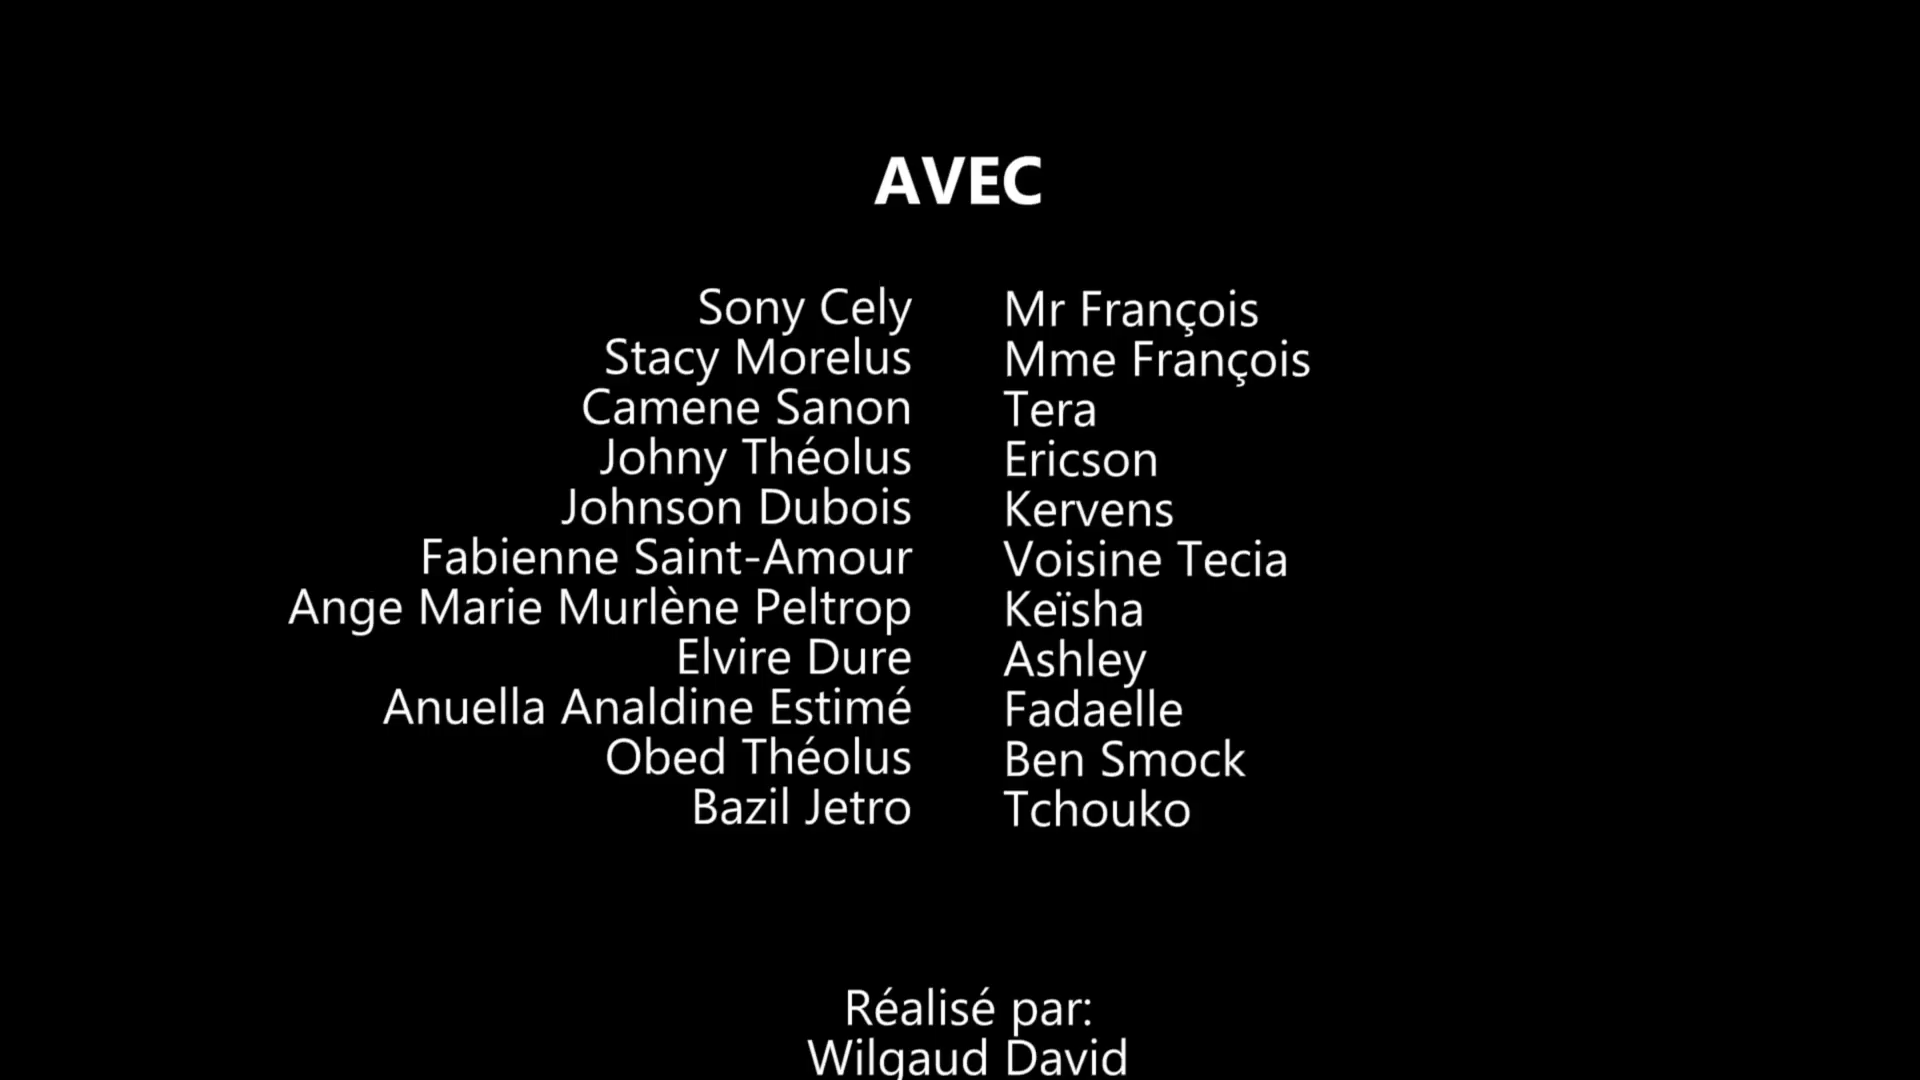 AVEC
Sony Cely Mr François
Stacy Morelus Mme François
Camene Sanon Tera
Johny Théolus Ericson
Johnson Dubois Kervens
Fabienne Saint-Amour Voisine Tecia
Ange Marie Murlène Peltrop Keïsha
Elvire Dure Ashley
Anuella Analdine Estimé Fadaelle
Obed Théolus Ben Smock
Bazil Jetro Tchouko
Réalisé par:
Wilgaud David